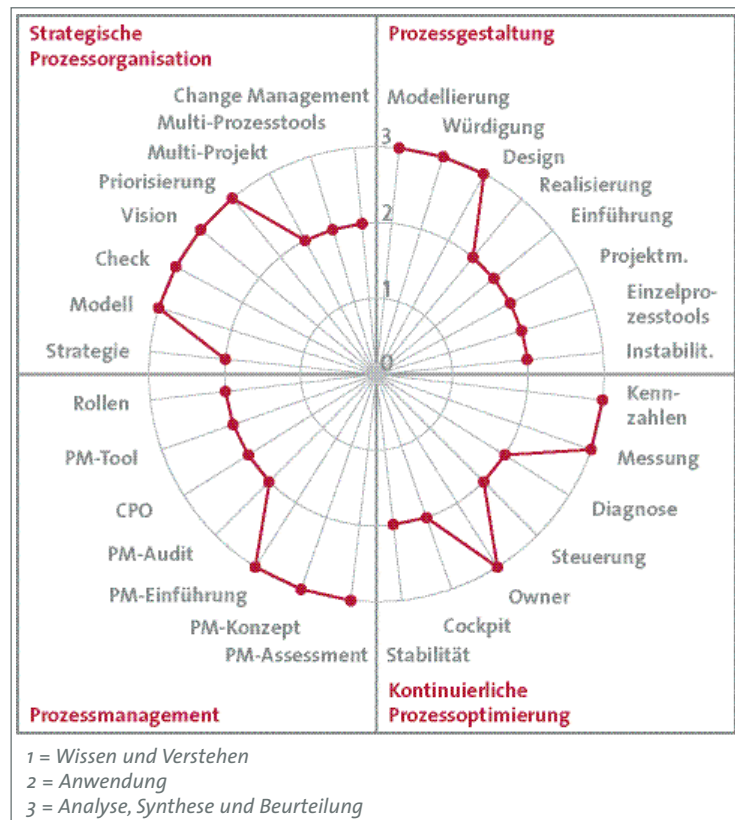 Strategische
Prozessorganisation
Change Management
Multi-Prozesstools
Multi-Projekt
Priorisierung
Vision
Check
Modell
Strategie
Prozessgestaltung
Modellierung
Würdigung
Design
Realisierung
Einführung
Projektm.
Einzelpro-
zesstools
Instabilit.
3
2
1
0
Rollen
PM-Tool
CPO
PM-Audit
PM-Einführung
PM-Konzept
PM-Assessment
Prozessmanagement
Kenn-
zahlen
Messung
Diagnose
Steuerung
Owner
Cockpit
Stabilität
Kontinuierliche
Prozessoptimierung
1 = Wissen und Verstehen
2 = Anwendung
3 = Analyse, Synthese und Beurteilung